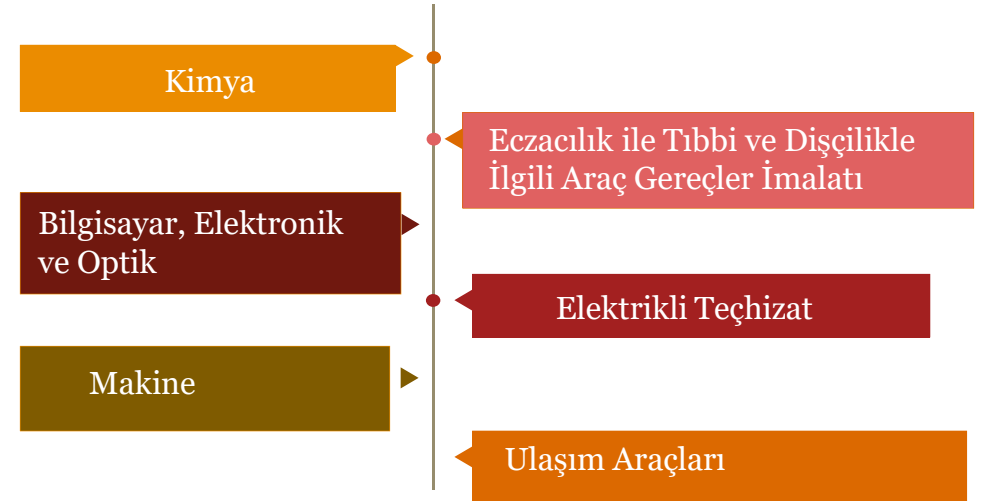 Kimya
Eczacılık ile Tıbbi ve Dişçilikle
İlgili Araç Gereçler İmalatı
Bilgisayar, Elektronik
ve Optik
Elektrikli Teçhizat
Makine
Ulaşım Araçları